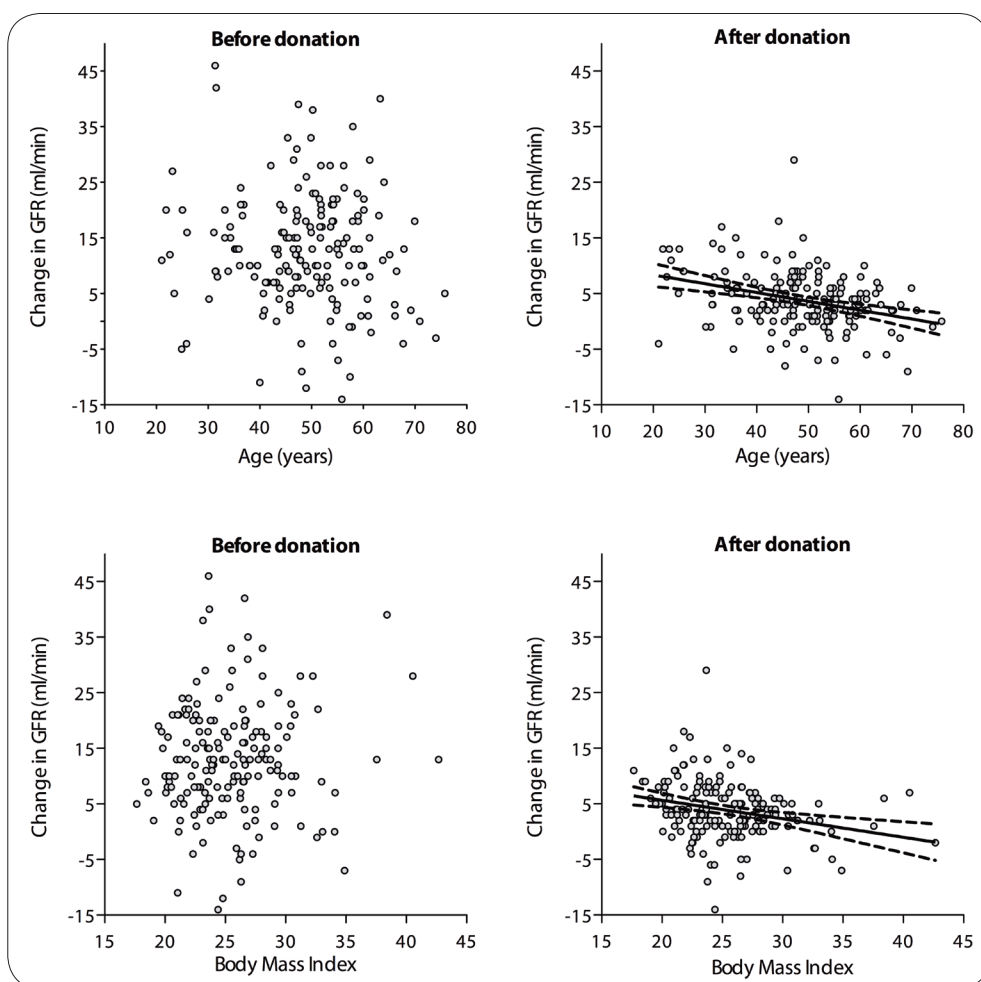 Before donation
After donation
Change in GFR (ml/min)
45
35
25
15
5
-5
-15
10 20 30 40 50 60 70 80
Age (years)
Change in GFR (ml/min)
45
35
25
15
5
-5
-15
10 20 30 40 50 60 70 80
Age (years)
Before donation
After donation
Change in GFR (ml/min)
45
35
25
15
5
-5
-15
15 20 25 30 35 40 45
Body Mass Index
Change in GFR (ml/min)
45
35
25
15
5
-5
-15
15 20 25 30 35 40 45
Body Mass Index